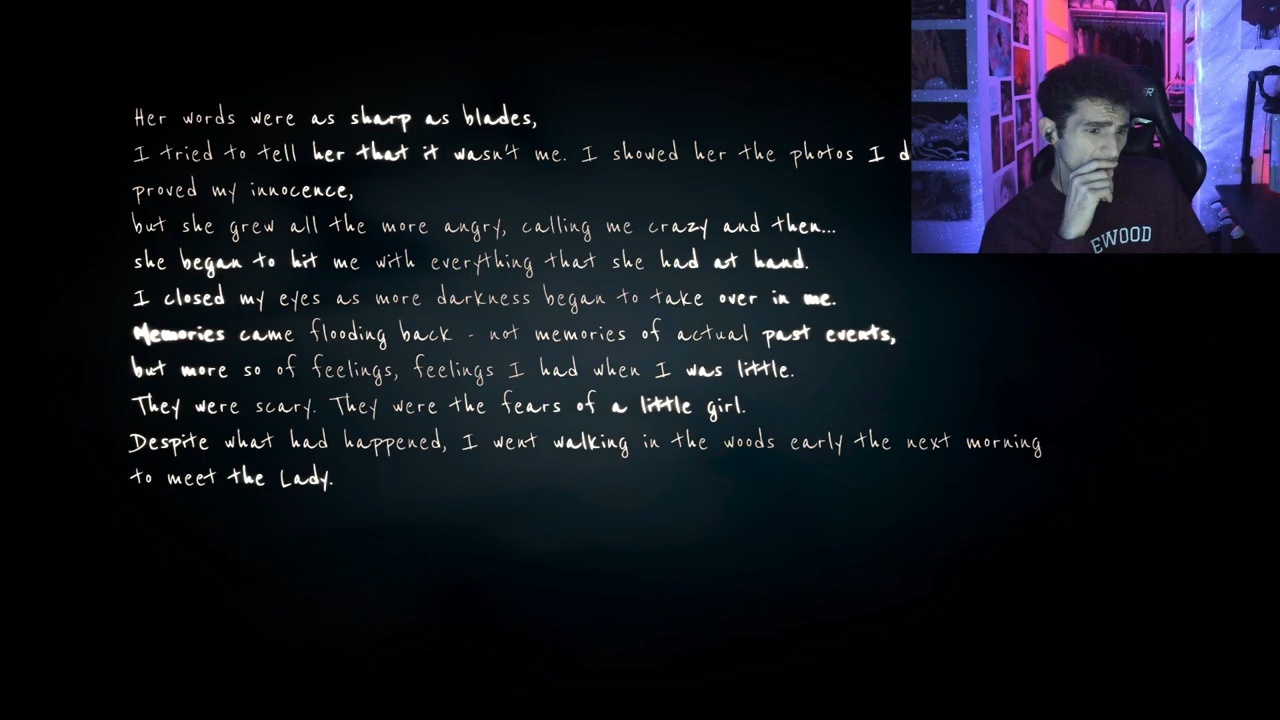 Her words were as sharp as blades,
I tried to tell her that it wasn't me. I showed her the photos I
proved my innocence,
but she grew all the more angry, calling me crazy and then...
she began to hit me with everything that she had at hand.
I closed my eyes as more darkness began to take over in me.
Memories came flooding back - not memories of actual past events,
but more so of feelings, feelings I had when I was little.
They were scary. They were the fears of a little girl.
Despite what had happened, I went walking in the woods early the next morning
to meet the Lady.
EWOOD